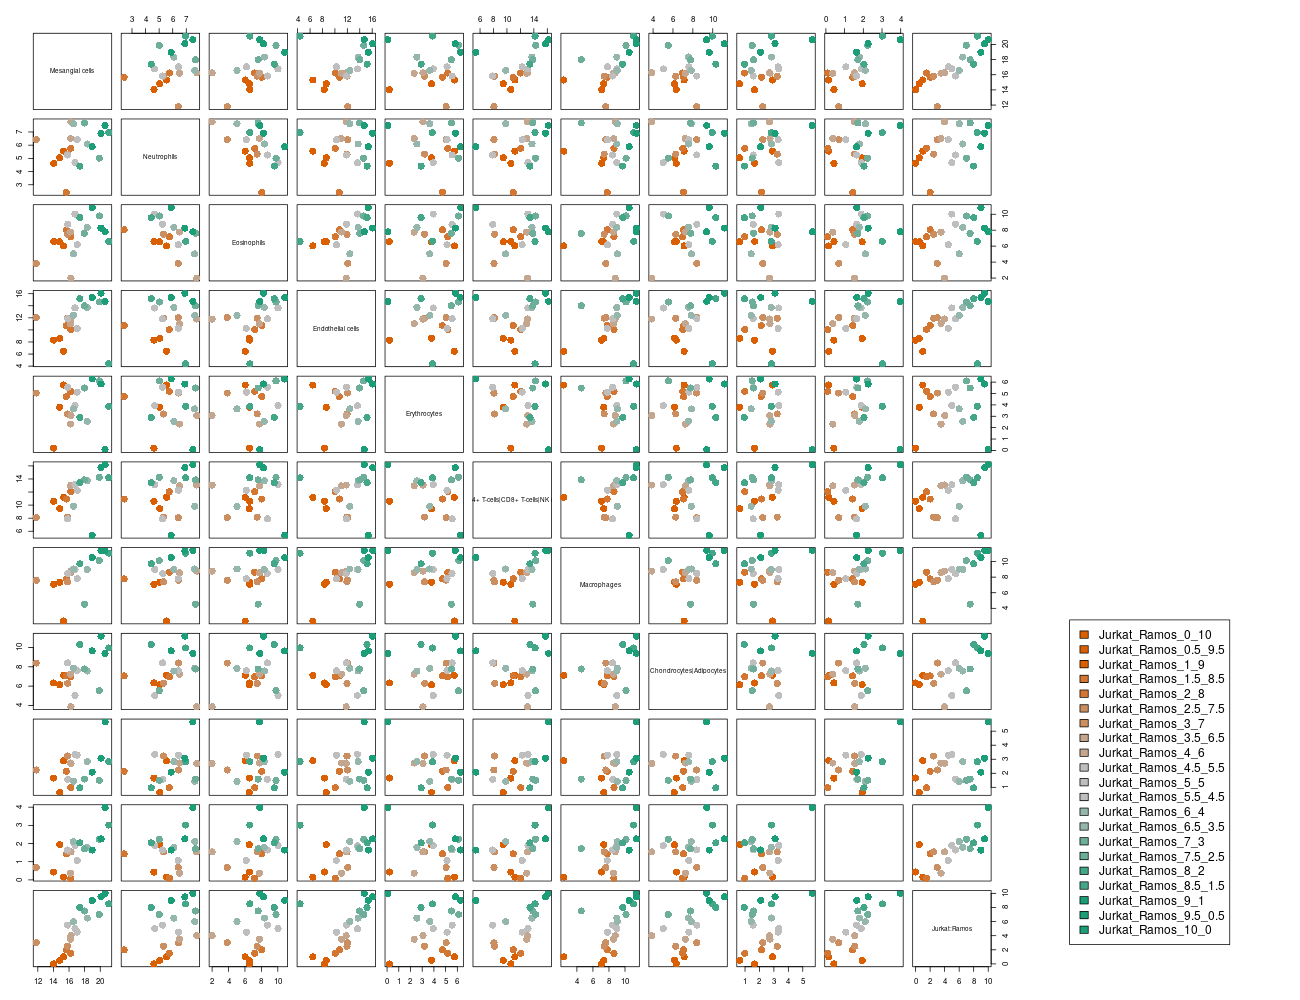 3 4 5 6 7
4 6 8 12 16
6 8 10 14
4 6 8 10
0 1 2 3 4
Mesangial cells
12 14 16 18 20
Neutrophils
3 4 5 6 7
Eosinophils
2 4 6 8 10
Endothelial cells
4 6 8 12 16
Erythrocytes
0 1 2 3 4 5 6
4+ T-cells|CD8+ T-cells|NK
6 8 10 14
Macrophages
4 6 8 10
Chondrocytes|Adipocytes
4 6 8 10
1 2 3 4 5
0 1 2 3 4
Jurkat:Ramos
0 2 4 6 8 10
12 14 16 18 20
2 4 6 8 10
0 1 2 3 4 5 6
4 6 8 10
1 2 3 4 5
0 2 4 6 8 10
Jurkat_Ramos_0_10
Jurkat_Ramos_0.5_9.5
Jurkat_Ramos_1_9
Jurkat_Ramos_1.5_8.5
Jurkat_Ramos_2_8
Jurkat_Ramos_2.5_7.5
Jurkat_Ramos_3_7
Jurkat_Ramos_3.5_6.5
Jurkat_Ramos_4_6
Jurkat_Ramos_4.5_5.5
Jurkat_Ramos_5_5
Jurkat_Ramos_5.5_4.5
Jurkat_Ramos_6_4
Jurkat_Ramos_6.5_3.5
Jurkat_Ramos_7_3
Jurkat_Ramos_7.5_2.5
Jurkat_Ramos_8_2
Jurkat_Ramos_8.5_1.5
Jurkat_Ramos_9_1
Jurkat_Ramos_9.5_0.5
Jurkat_Ramos_10_0